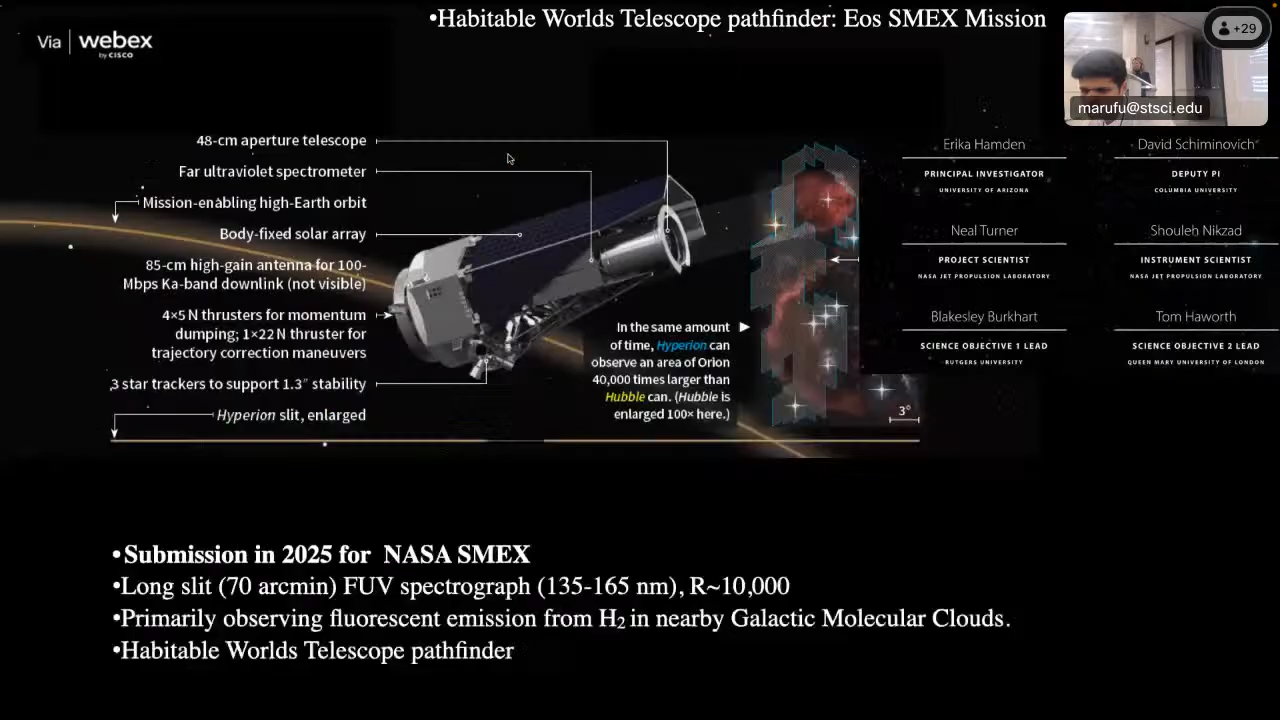 •Habitable Worlds Telescope pathfinder: Eos SMEX Mission
Via | webex
by CISCO
+29
marufu@stsci.edu
48-cm aperture telescope
Far ultraviolet spectrometer
Mission-enabling high-Earth orbit
Body-fixed solar array
85-cm high-gain antenna for 100-
Mbps Ka-band downlink (not visible)
4×5 N thrusters for momentum
dumping; 1×22 N thruster for
trajectory correction maneuvers
3 star trackers to support 1.3″ stability
Hyperion slit, enlarged
In the same amount
of time, Hyperion can
observe an area of Orion
40,000 times larger than
Hubble can. (Hubble is
enlarged 100× here.)
3°
Erika Hamden
PRINCIPAL INVESTIGATOR
UNIVERSITY OF ARIZONA
David Schiminovich
DEPUTY PI
COLUMBIA UNIVERSITY
Neal Turner
PROJECT SCIENTIST
NASA JET PROPULSION LABORATORY
Shouleh Nikzad
INSTRUMENT SCIENTIST
NASA JET PROPULSION LABORATORY
Blakesley Burkhart
SCIENCE OBJECTIVE 1 LEAD
RUTGERS UNIVERSITY
Tom Haworth
SCIENCE OBJECTIVE 2 LEAD
QUEEN MARY UNIVERSITY OF LONDON
•Submission in 2025 for NASA SMEX
•Long slit (70 arcmin) FUV spectrograph (135-165 nm), R~10,000
•Primarily observing fluorescent emission from H₂ in nearby Galactic Molecular Clouds.
•Habitable Worlds Telescope pathfinder